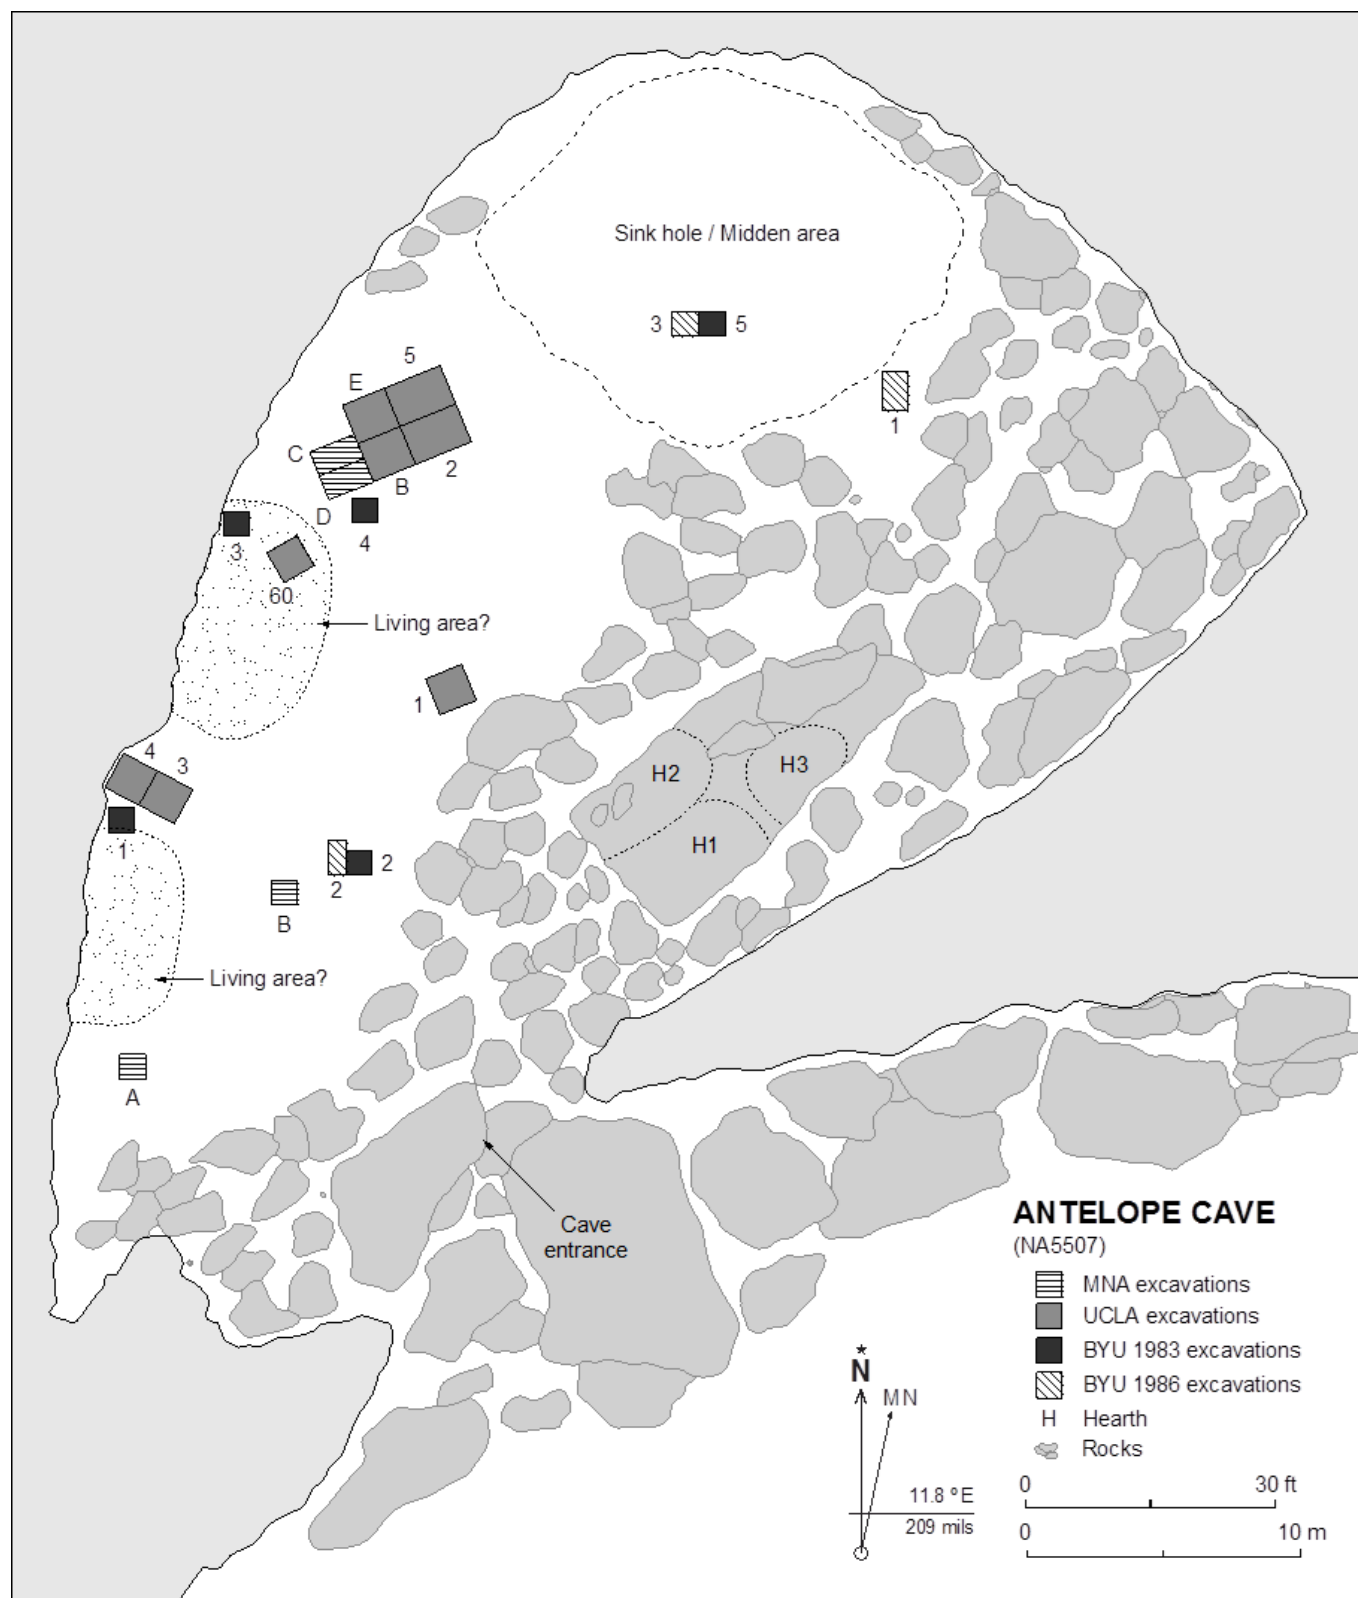 Sink hole / Midden area
3
5
5
E
1
C
B
2
D
4
3
60
Living area?
1
4
3
H2
H3
H1
1
2
2
B
Living area?
A
Cave
entrance
ANTELOPE CAVE
(NA5507)
MNA excavations
UCLA excavations
BYU 1983 excavations
BYU 1986 excavations
H Hearth
Rocks
*
N
MN
11.8 ºE
209 mils
0 30 ft
0 10 m